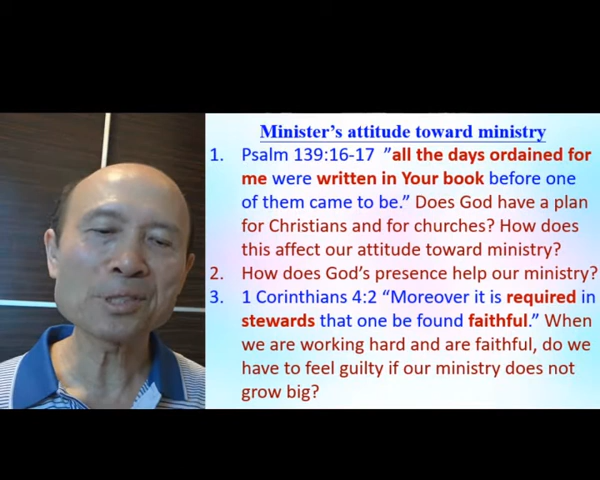 Minister's attitude toward ministry
1. Psalm 139:16-17 "all the days ordained for
me were written in Your book before one
of them came to be." Does God have a plan
for Christians and for churches? How does
this affect our attitude toward ministry?
2. How does God's presence help our ministry?
3. 1 Corinthians 4:2 "Moreover it is required in
stewards that one be found faithful." When
we are working hard and are faithful, do we
have to feel guilty if our ministry does not
grow big?